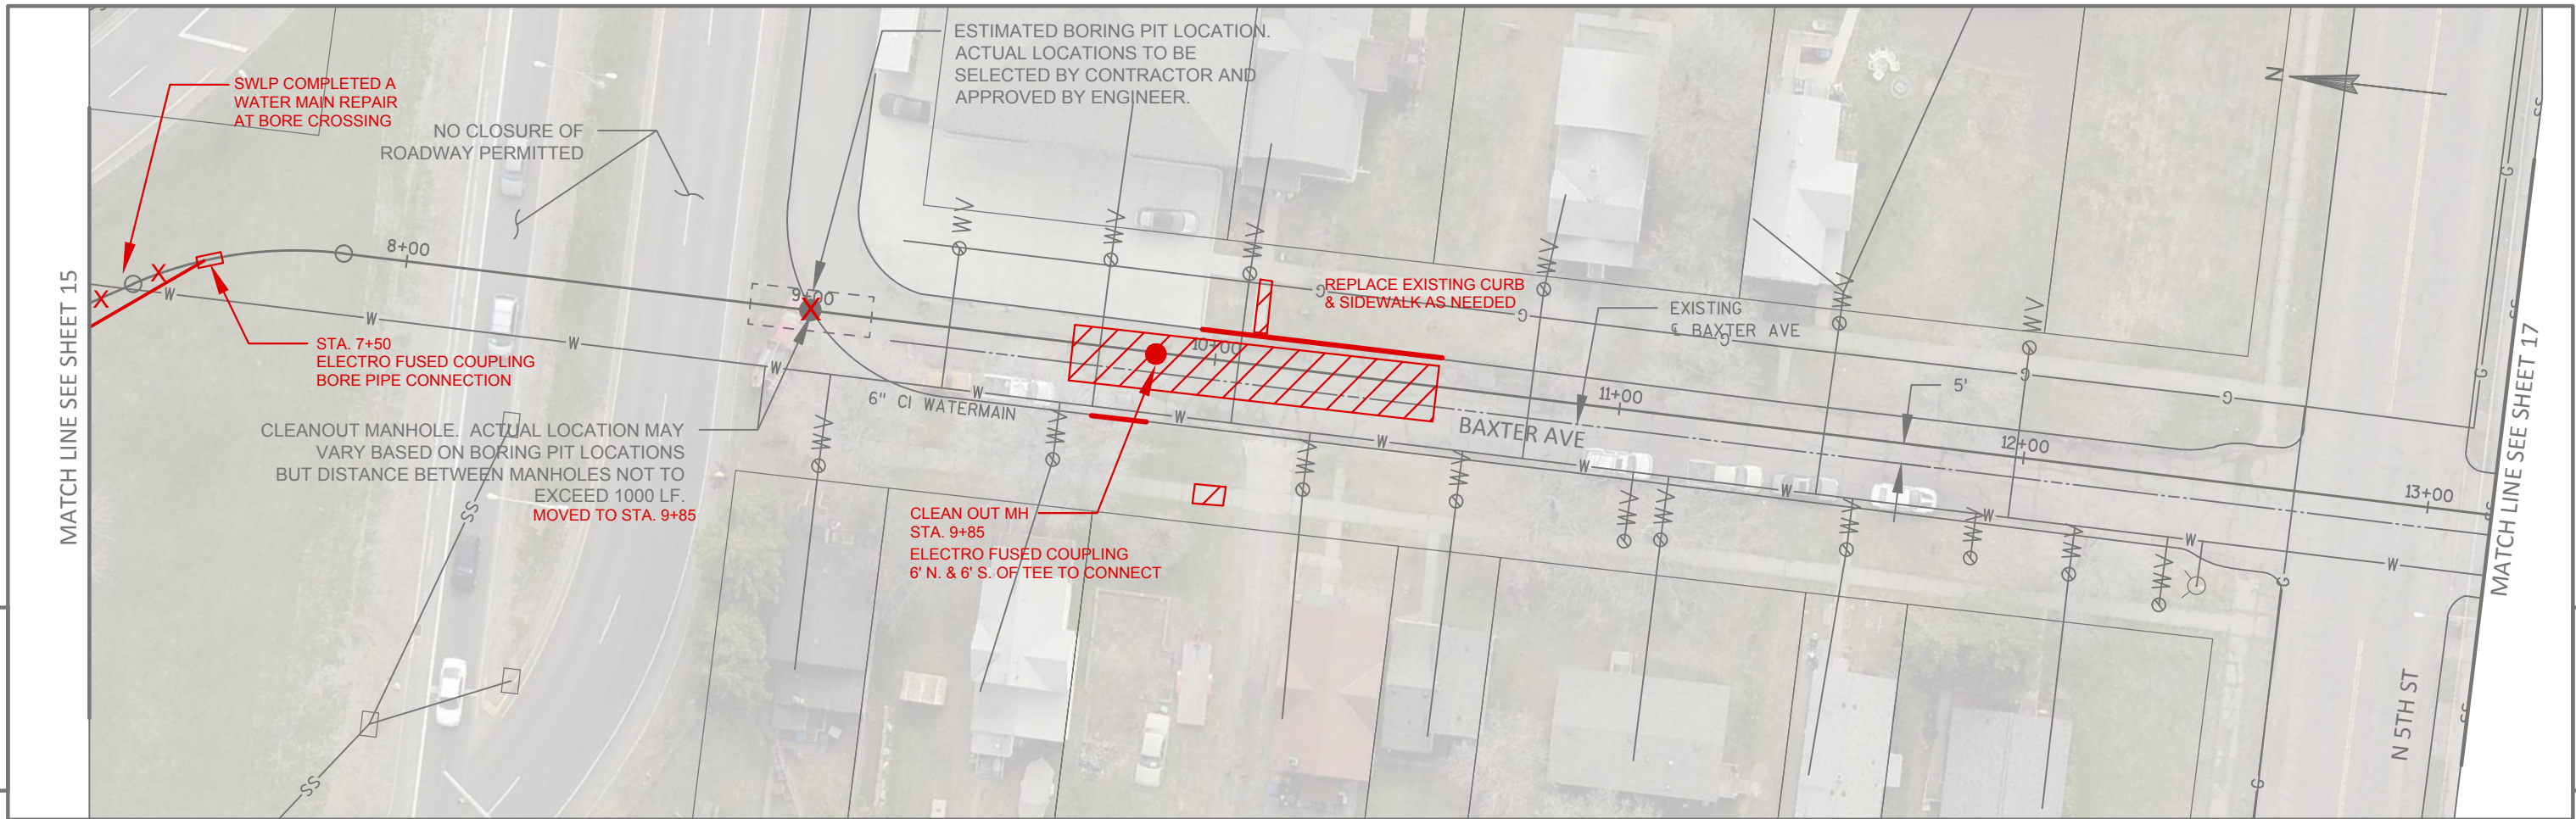 MATCH LINE SEE SHEET 15
SWLP COMPLETED A
WATER MAIN REPAIR
AT BORE CROSSING
NO CLOSURE OF
ROADWAY PERMITTED
ESTIMATED BORING PIT LOCATION.
ACTUAL LOCATIONS TO BE
SELECTED BY CONTRACTOR AND
APPROVED BY ENGINEER.
N
8+00
9+00
10+00
11+00
12+00
13+00
STA. 7+50
ELECTRO FUSED COUPLING
BORE PIPE CONNECTION
CLEANOUT MANHOLE. ACTUAL LOCATION MAY
VARY BASED ON BORING PIT LOCATIONS
BUT DISTANCE BETWEEN MANHOLES NOT TO
EXCEED 1000 LF.
MOVED TO STA. 9+85
6" CI WATERMAIN
REPLACE EXISTING CURB
& SIDEWALK AS NEEDED
EXISTING
℄ BAXTER AVE
5'
BAXTER AVE
CLEAN OUT MH
STA. 9+85
ELECTRO FUSED COUPLING
6' N. & 6' S. OF TEE TO CONNECT
W
W
W
W
W
W
W
W
W
W
W
W
G
G
G
G
G
G
G
G
G
SS
SS
SS
SS
SS
N 5TH ST
MATCH LINE SEE SHEET 17